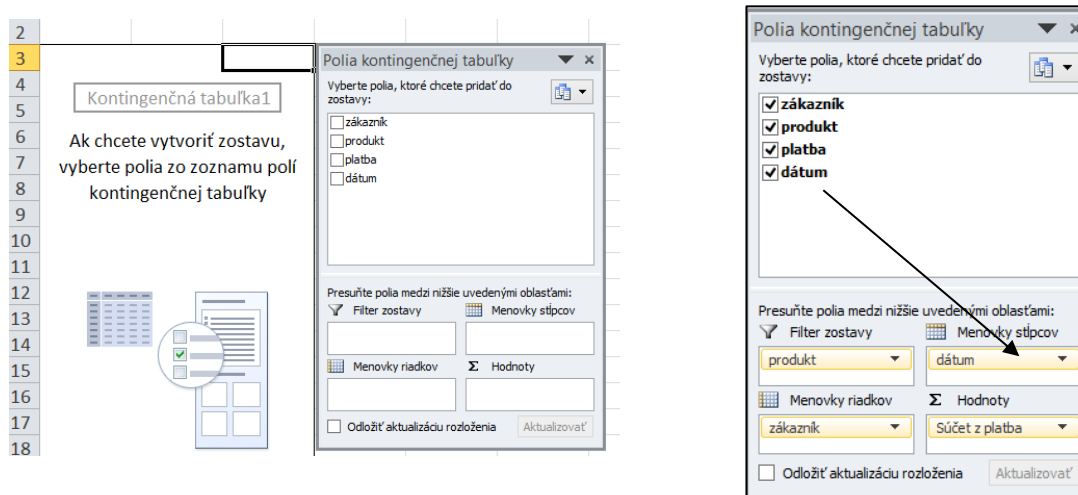 2
3
4
5
6
7
8
9
10
11
12
13
14
15
16
17
18
Kontingenčná tabuľka1
Ak chcete vytvoriť zostavu,
vyberte polia zo zoznamu polí
kontingenčnej tabuľky
Polia kontingenčnej tabuľky
Vyberte polia, ktoré chcete pridať do
zostavy:
zákazník
produkt
platba
dátum
Presuňte polia medzi nižšie uvedenými oblasťami:
Filter zostavy
Menovky stĺpcov
Menovky riadkov
Σ Hodnoty
Odložiť aktualizáciu rozloženia
Aktualizovať
Polia kontingenčnej tabuľky
Vyberte polia, ktoré chcete pridať do
zostavy:
zákazník
produkt
platba
dátum
Presuňte polia medzi nižšie uvedenými oblasťami:
Filter zostavy
Menovky stĺpcov
produkt
dátum
Menovky riadkov
Σ Hodnoty
zákazník
Súčet z platba
Odložiť aktualizáciu rozloženia
Aktualizovať